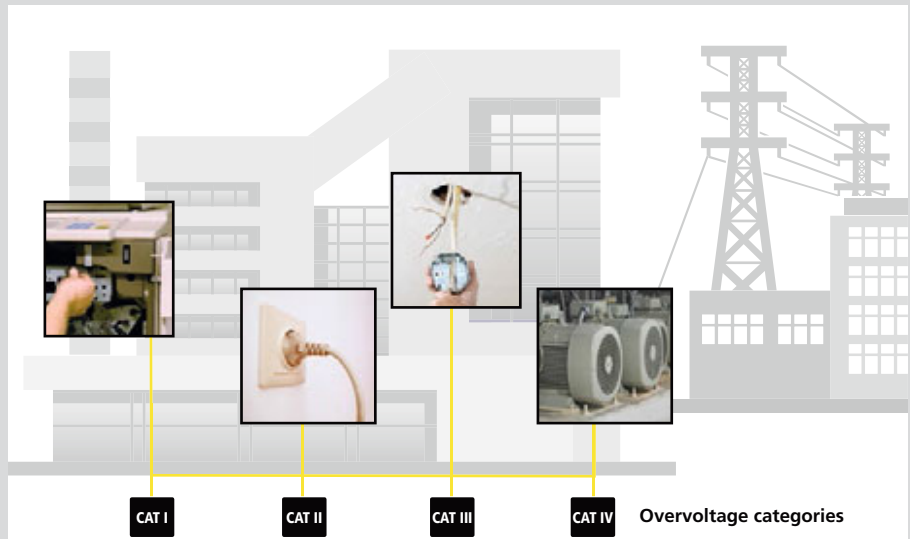 CAT I
CAT II
CAT III
CAT IV
Overvoltage categories